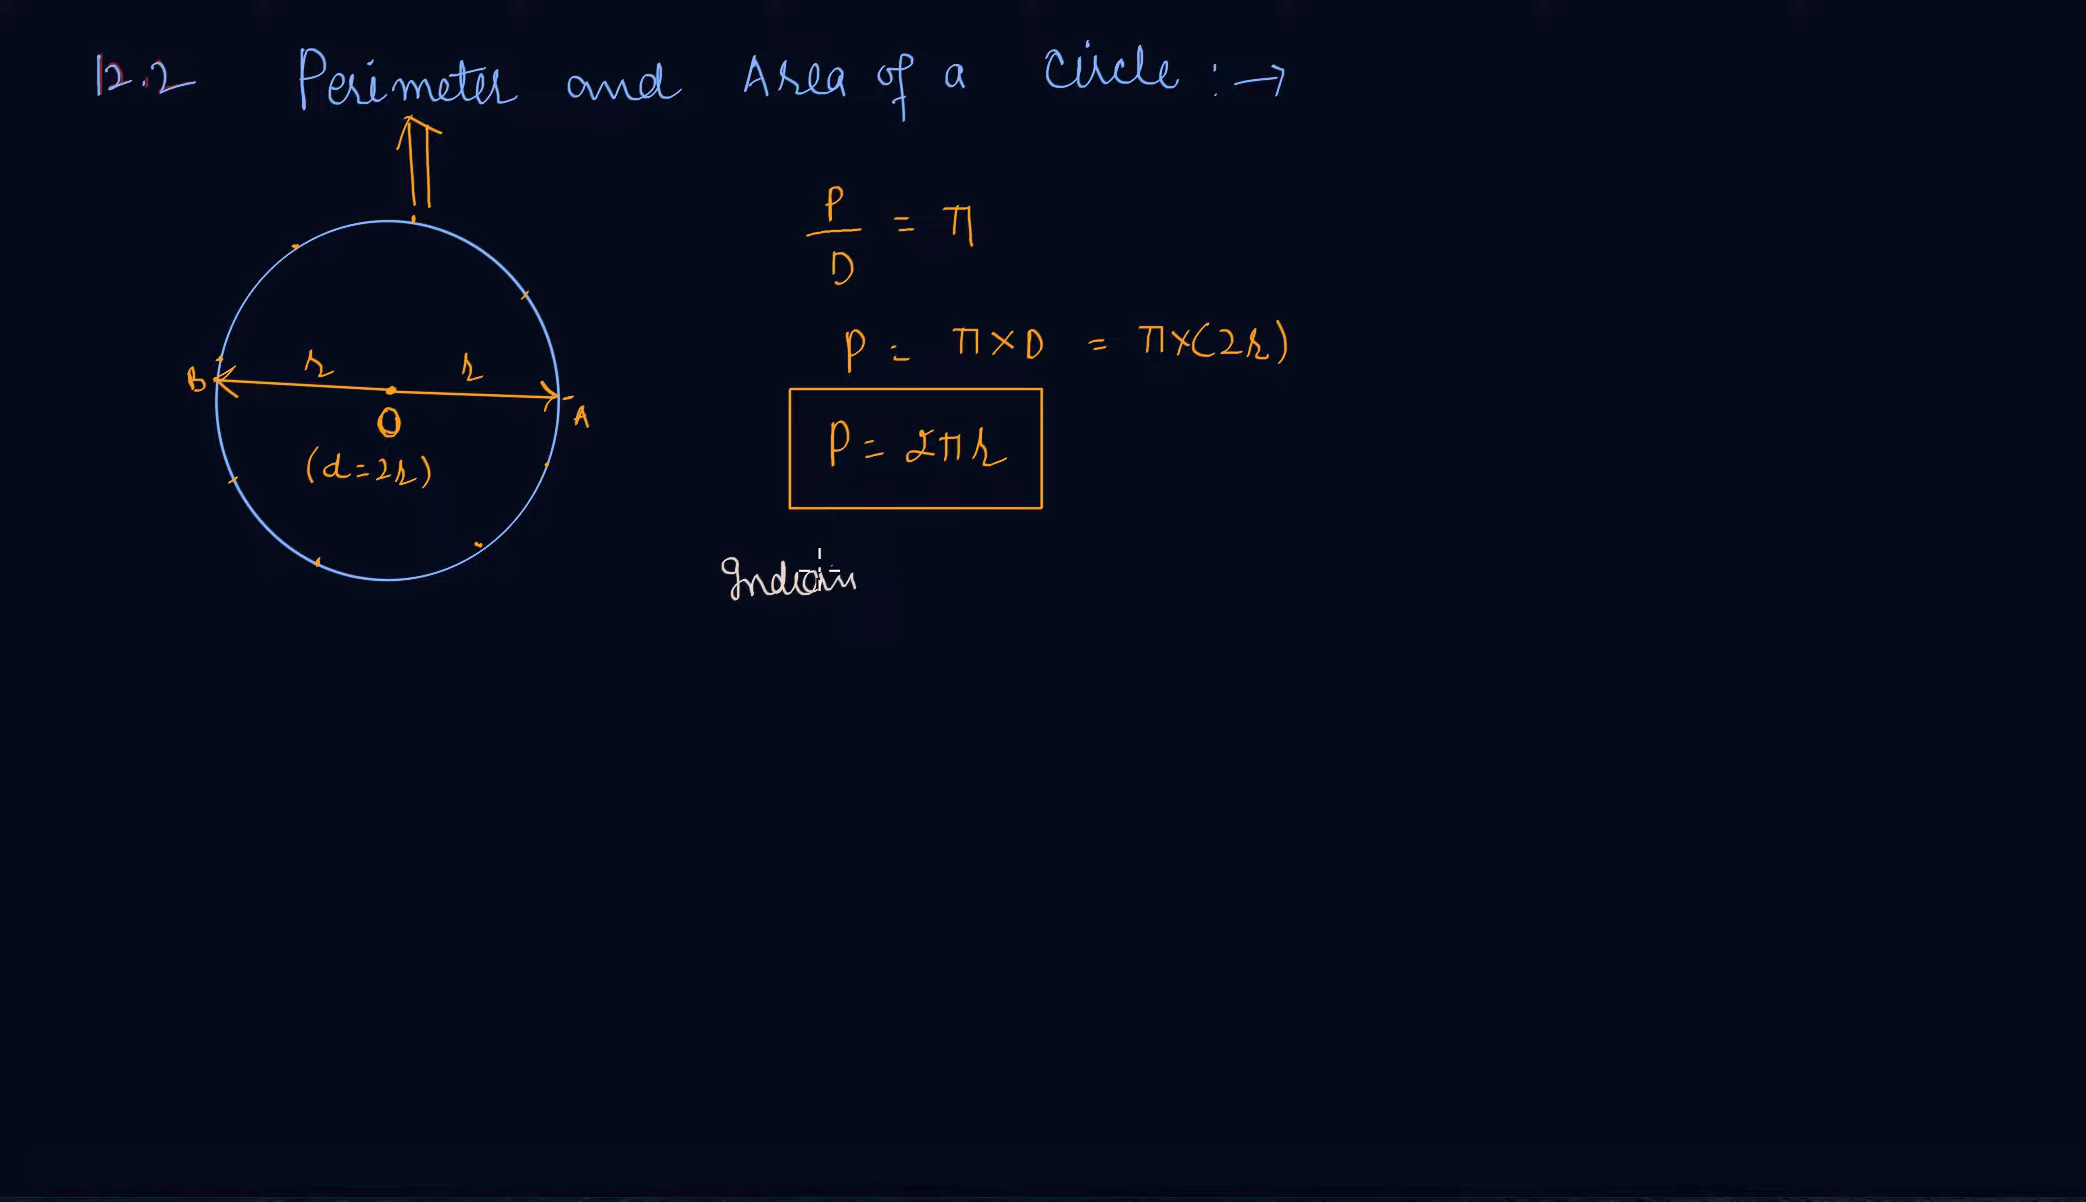 12.2 Perimeter and Area of a Circle :→
P/D = π
P = π×D = π×(2r)
B r r A
O
(d=2r)
P = 2πr
Indian